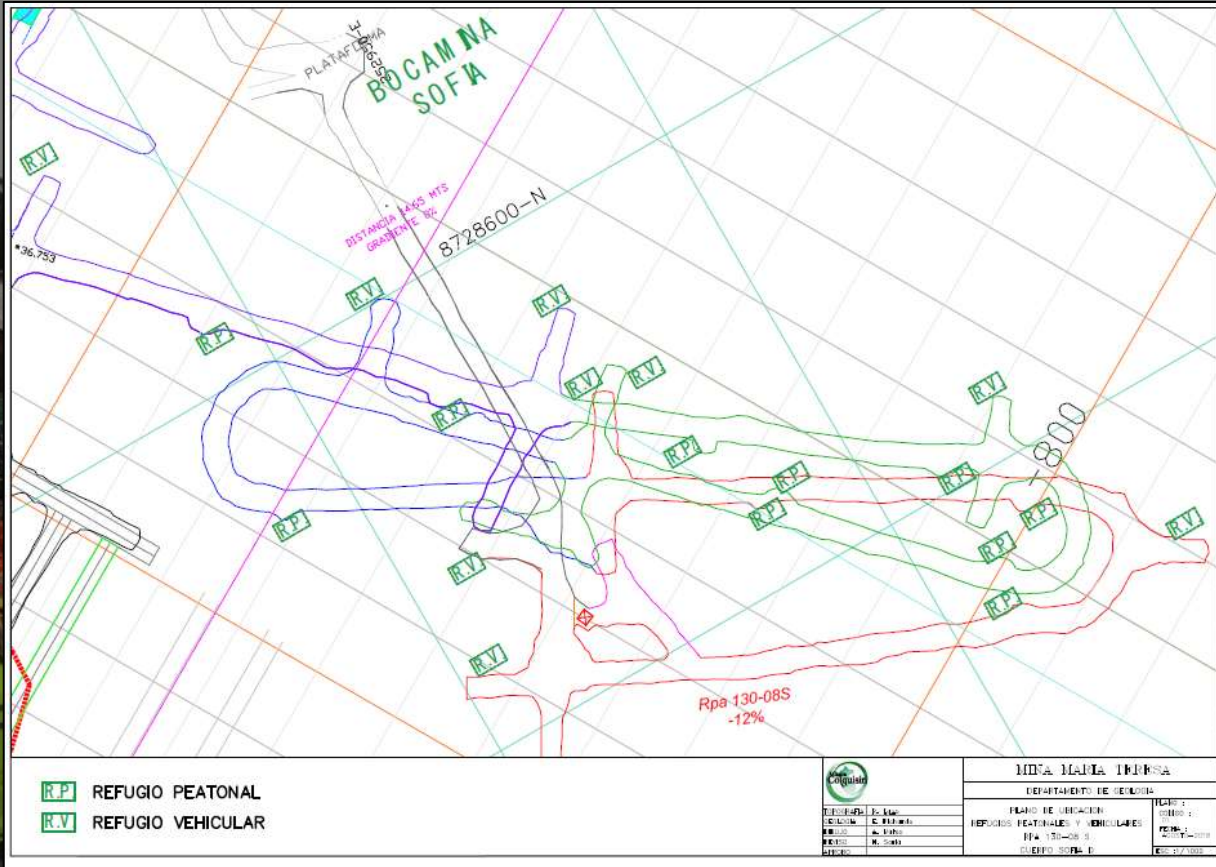 PLATAFORMA
BOCAMINA
SOFIA
R.V.
DISTANCIA
MTS
GRADIENTE
8728600-N
*36.753
R.V.
R.V.
R.P.
R.V.
R.V.
R.V.
R.P.
R.P.
-800
R.P.
R.P.
R.P.
R.P.
R.P.
R.V.
R.P.
R.V.
R.P.
R.V.
Rpa 130-08S
-12%
R.P. REFUGIO PEATONAL
R.V. REFUGIO VEHICULAR
Colquisiri
MINA MARIA TERESA
DEPARTAMENTO DE GEOLOGIA
PLANO DE UBICACION
REFUGIOS PEATONALES Y VEHICULARES
RPA 130-08 S
CUERPO SOFIA D
TOPOGRAFIA
GEOLOGIA
DIBUJO
REVISO
APROBO
PLANO :
CODIGO :
FECHA :
ESC :1/1000